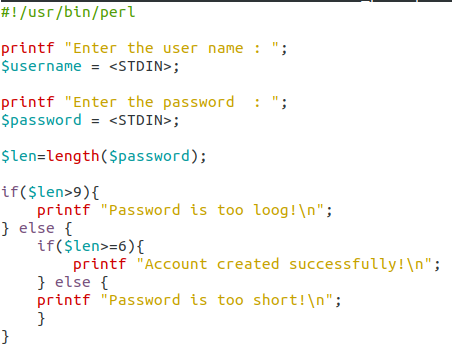 #!/usr/bin/perl

printf "Enter the user name : ";
$username = <STDIN>;

printf "Enter the password  : ";
$password = <STDIN>;

$len=length($password);

if($len>9){
    printf "Password is too loog!\n";
} else {
    if($len>=6){
        printf "Account created successfully!\n";
    } else {
    printf "Password is too short!\n";
    }
}